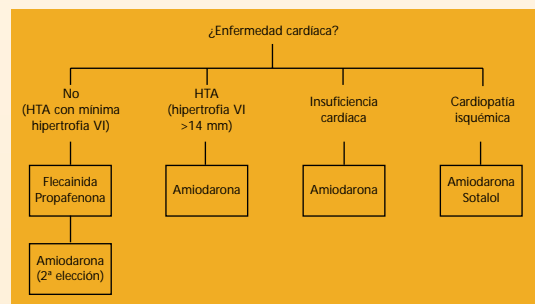 ¿Enfermedad cardíaca?
No
(HTA con mínima
hipertrofia VI)
HTA
(hipertrofia VI
>14 mm)
Insuficiencia
cardíaca
Cardiopatía
isquémica
Flecainida
Propafenona
Amiodarona
Amiodarona
Amiodarona
Sotalol
Amiodarona
(2ª elección)